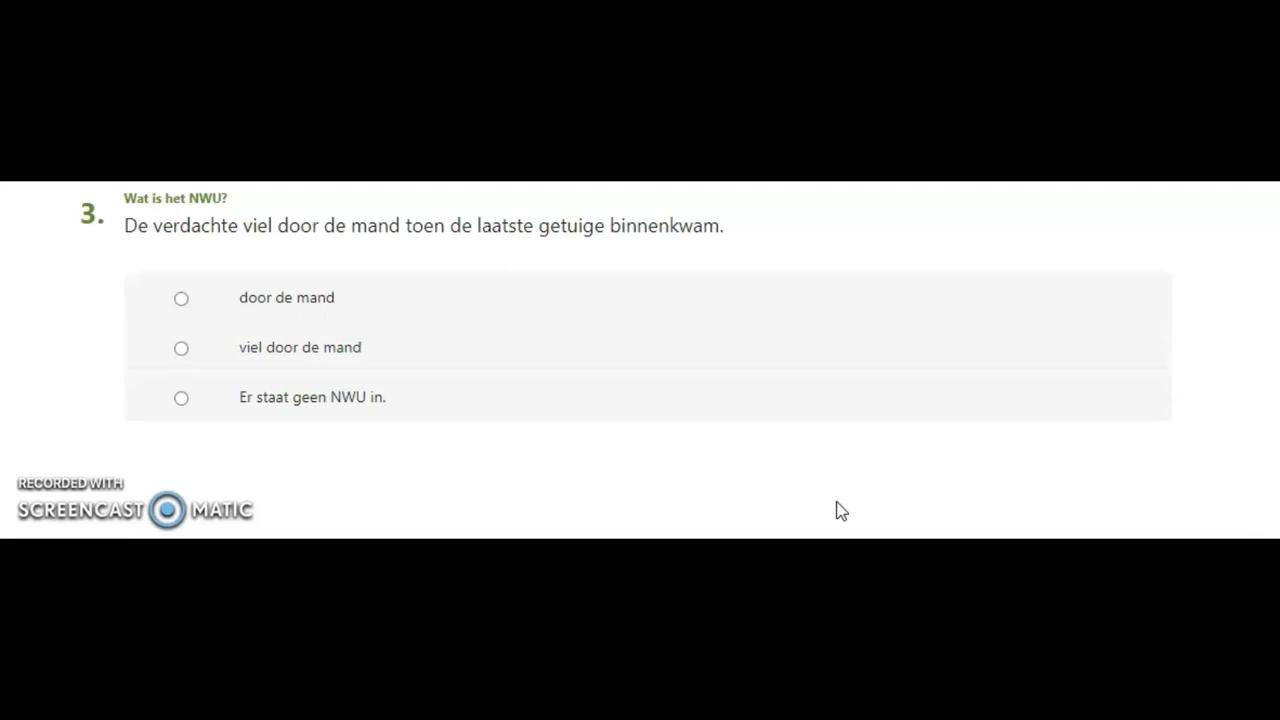 Wat is het NWU?
3.
De verdachte viel door de mand toen de laatste getuige binnenkwam.
door de mand
viel door de mand
Er staat geen NWU in.
RECORDED WITH
SCREENCAST MATIC